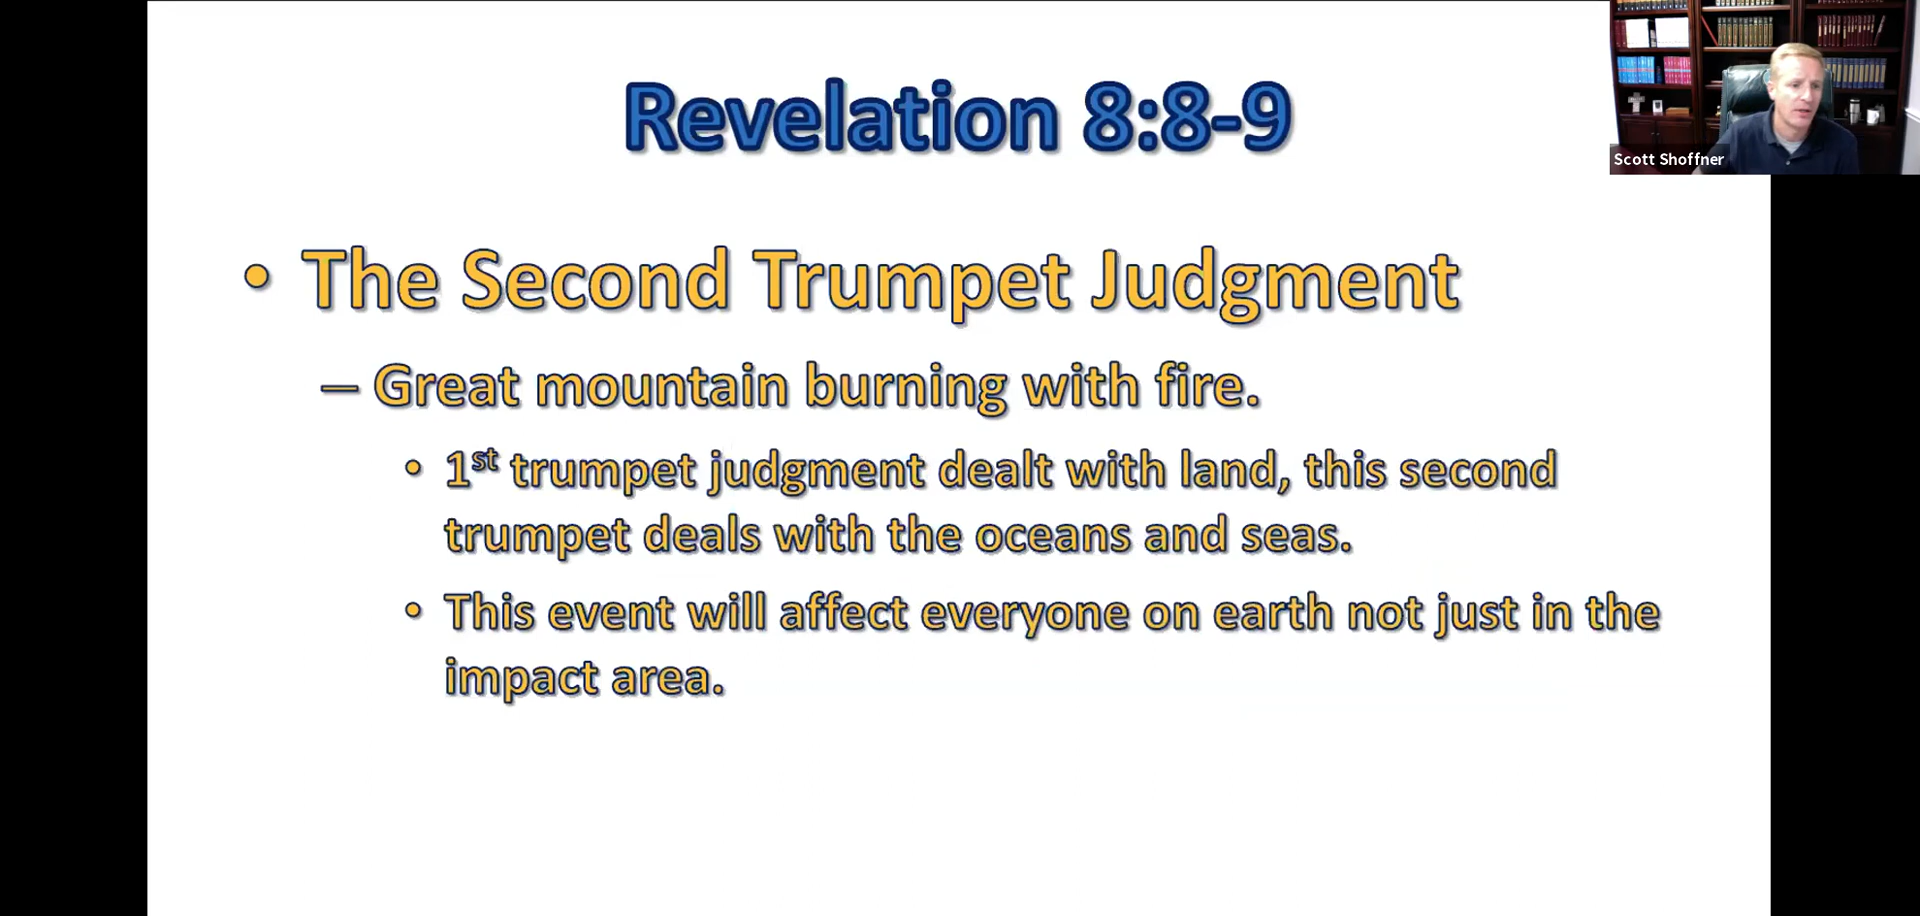 Revelation 8:8-9
Scott Shoffner
• The Second Trumpet Judgment
– Great mountain burning with fire.
• 1st trumpet judgment dealt with land, this second
trumpet deals with the oceans and seas.
• This event will affect everyone on earth not just in the
impact area.